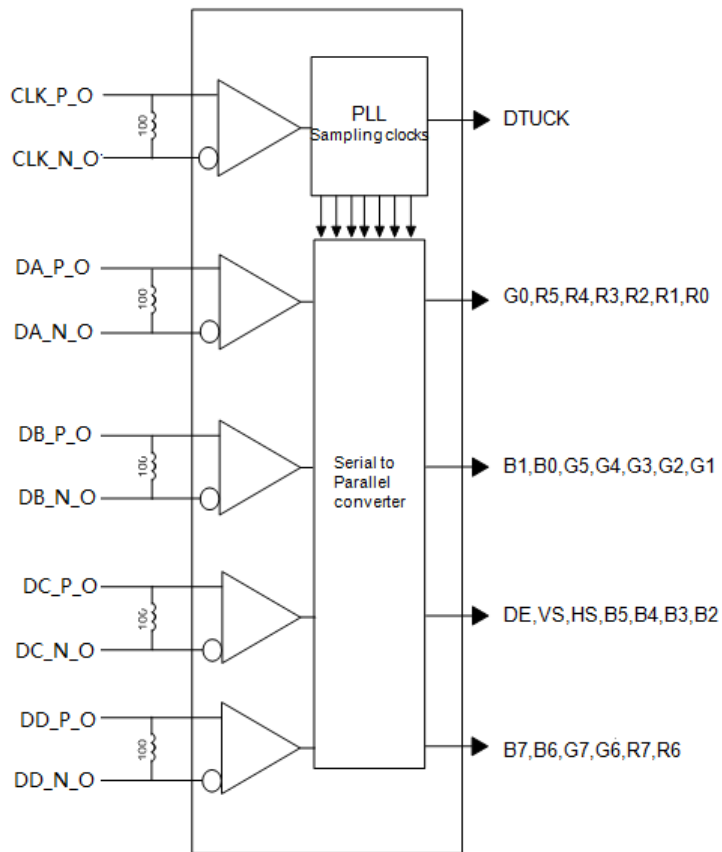 CLK_P_O
100
CLK_N_O
PLL
Sampling clocks
DTUCK
DA_P_O
100
DA_N_O
G0,R5,R4,R3,R2,R1,R0
DB_P_O
100
DB_N_O
Serial to
Parallel
converter
B1,B0,G5,G4,G3,G2,G1
DC_P_O
100
DC_N_O
DE,VS,HS,B5,B4,B3,B2
DD_P_O
100
DD_N_O
B7,B6,G7,G6,R7,R6